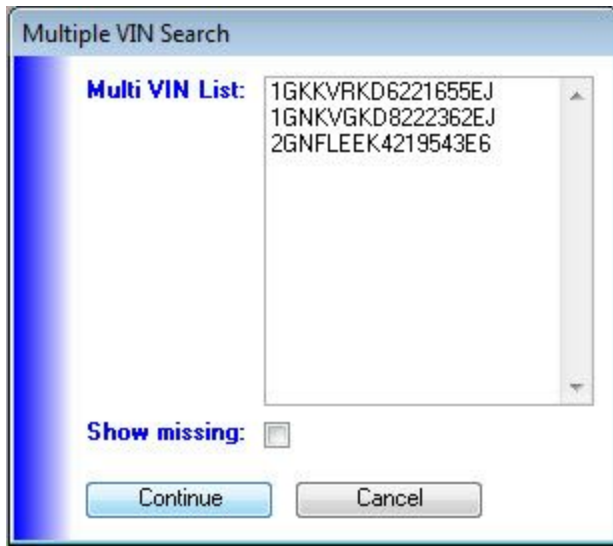 Multiple VIN Search
Multi VIN List:
1GKKVRKD6221655EJ
1GNKVGKD8222362EJ
2GNFLEEK4219543E6
Show missing:
Continue
Cancel